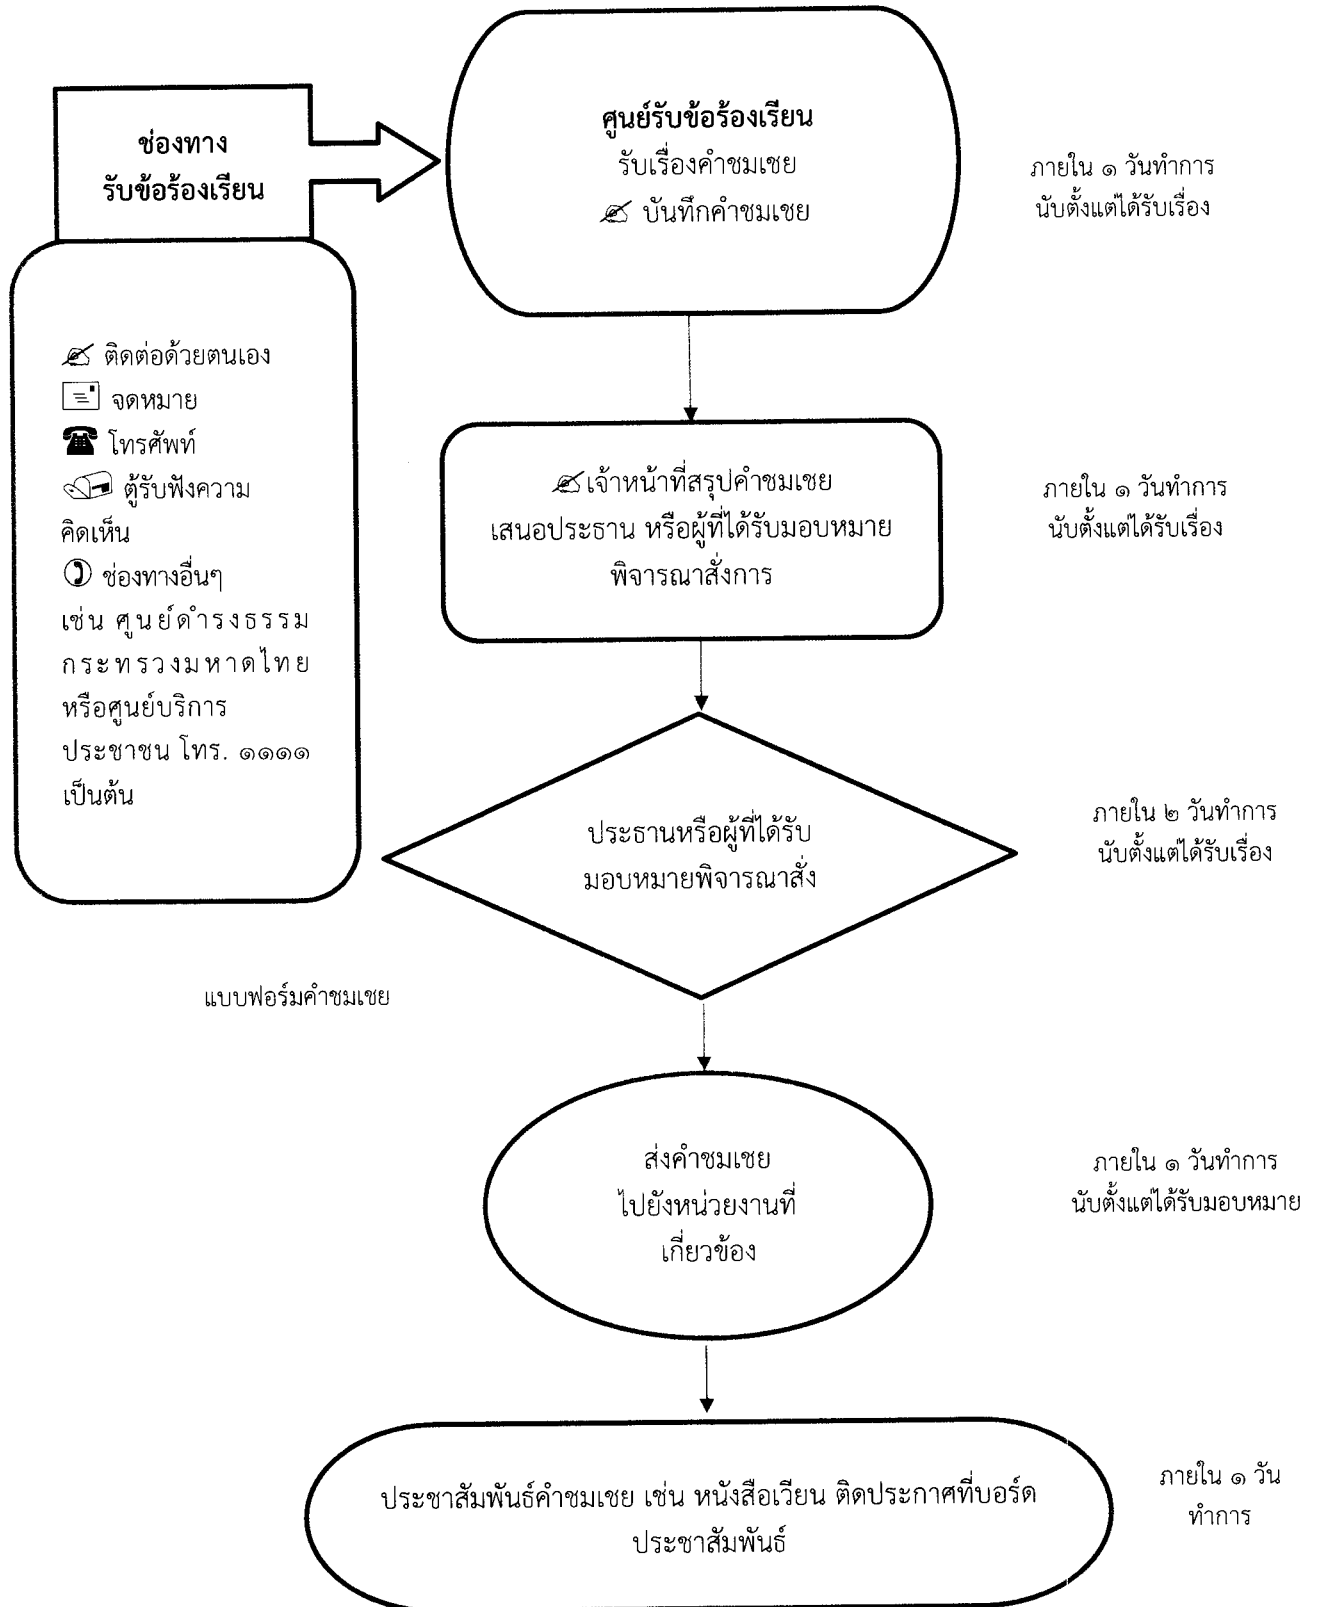 ช่องทาง
รับข้อร้องเรียน
ศูนย์รับข้อร้องเรียน
รับเรื่องคำชมเชย
บันทึกคำชมเชย
ภายใน ๑ วันทำการ
นับตั้งแต่ได้รับเรื่อง
ติดต่อด้วยตนเอง
จดหมาย
โทรศัพท์
ตู้รับฟังความ
คิดเห็น
ช่องทางอื่นๆ
เช่น ศูนย์ดำรงธรรม
กระทรวงมหาดไทย
หรือศูนย์บริการ
ประชาชน โทร. ๑๑๑๑
เป็นต้น
เจ้าหน้าที่สรุปคำชมเชย
เสนอประธาน หรือผู้ที่ได้รับมอบหมาย
พิจารณาสั่งการ
ภายใน ๑ วันทำการ
นับตั้งแต่ได้รับเรื่อง
ประธานหรือผู้ที่ได้รับ
มอบหมายพิจารณาสั่ง
ภายใน ๒ วันทำการ
นับตั้งแต่ได้รับเรื่อง
แบบฟอร์มคำชมเชย
ส่งคำชมเชย
ไปยังหน่วยงานที่
เกี่ยวข้อง
ภายใน ๑ วันทำการ
นับตั้งแต่ได้รับมอบหมาย
ประชาสัมพันธ์คำชมเชย เช่น หนังสือเวียน ติดประกาศที่บอร์ด
ประชาสัมพันธ์
ภายใน ๑ วัน
ทำการ